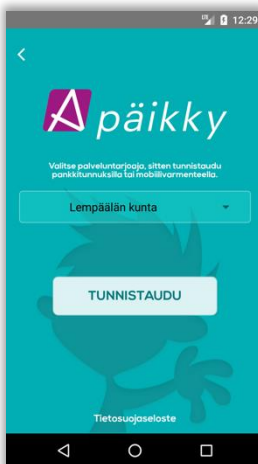 12:29
A päikky
Valitse palveluntarjoaja, sitten tunnistaudu
pankkitunnuksilla tai mobiilivarmenteella.
Lempäälän kunta
TUNNISTAUDU
Tietosuojaseloste